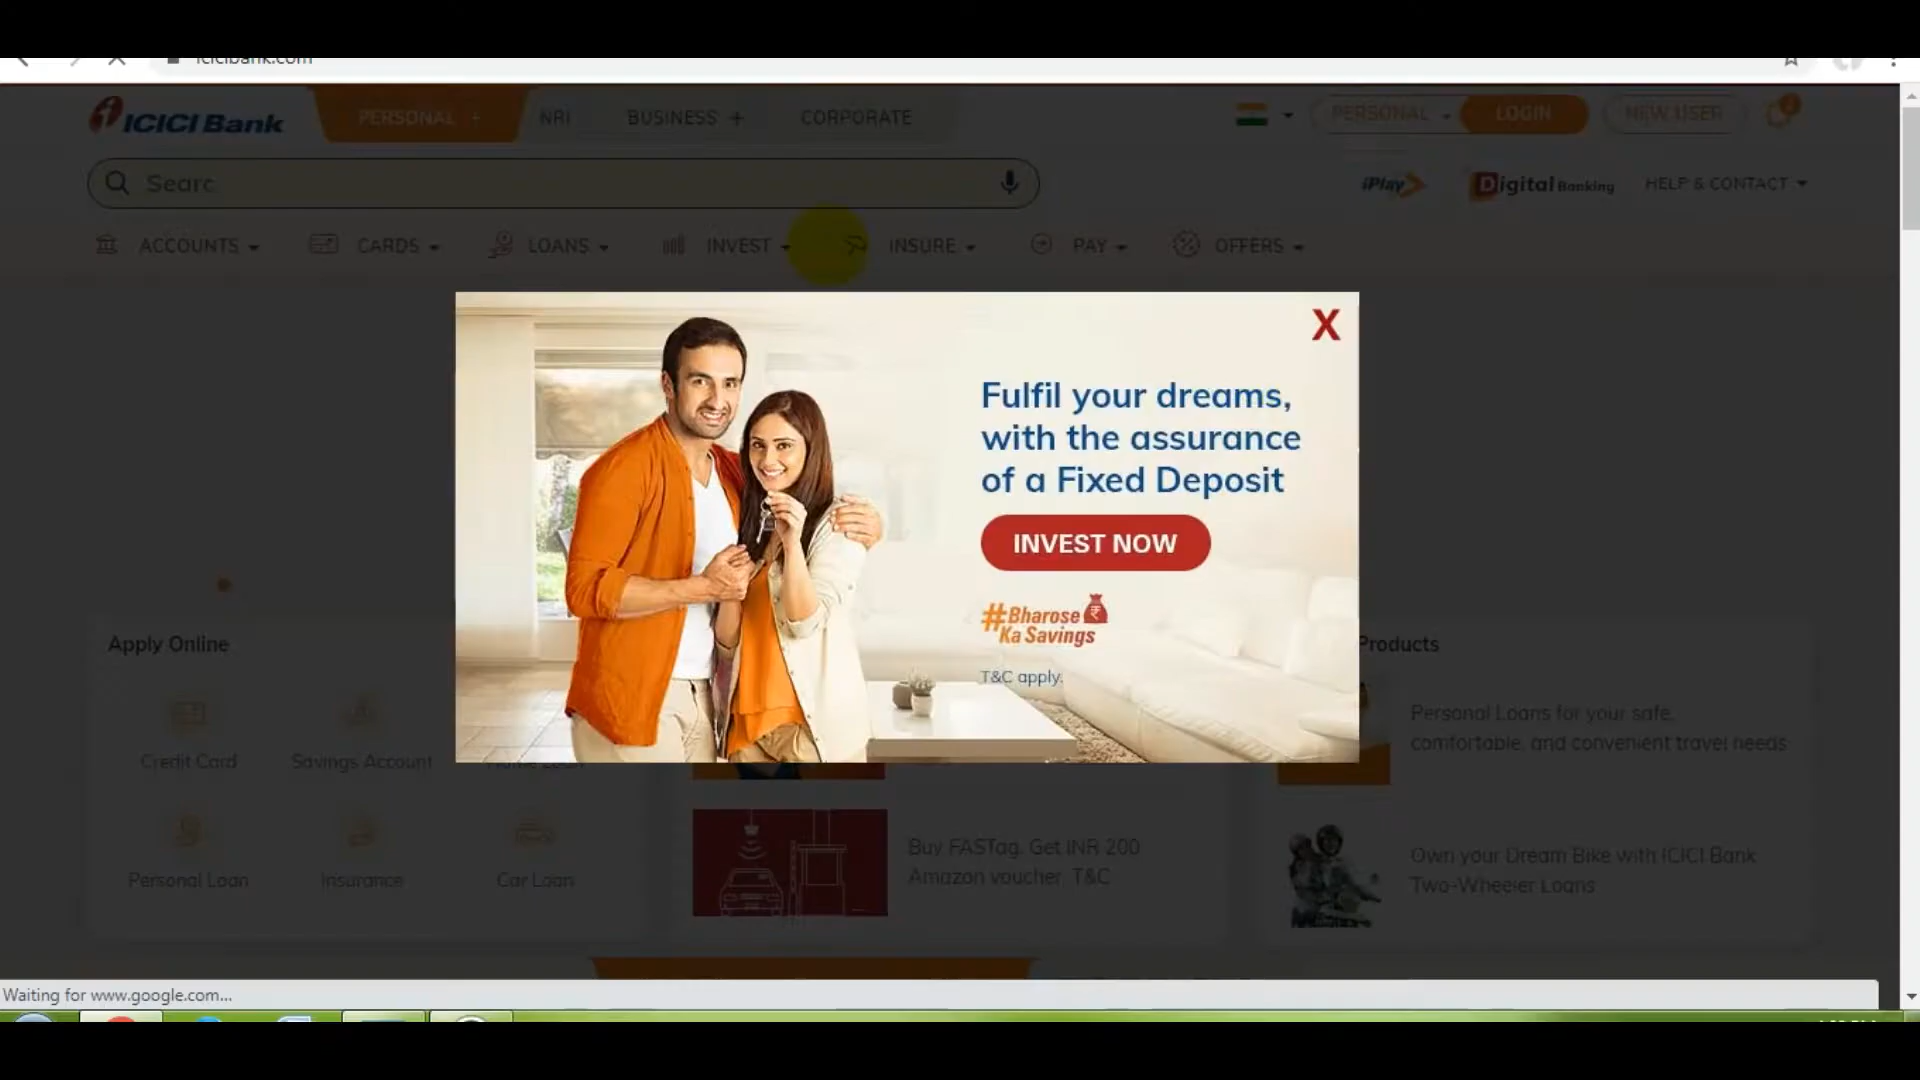 icicibank.com
ICICI Bank
PERSONAL +
NRI
BUSINESS +
CORPORATE
PERSONAL
LOGIN
NEW USER
Searc
iPlay
Digital Banking
HELP & CONTACT
ACCOUNTS
CARDS
LOANS
INVEST
INSURE
PAY
OFFERS
X
Fulfil your dreams,
with the assurance
of a Fixed Deposit
INVEST NOW
#Bharose
Ka Savings
T&C apply.
Apply Online
Products
Credit Card
Savings Account
Home Loan
Personal Loans for your safe,
comfortable, and convenient travel needs
Personal Loan
Insurance
Car Loan
Buy FASTag. Get INR 200
Amazon voucher. T&C
Own your Dream Bike with ICICI Bank
Two-Wheeler Loans
Waiting for www.google.com...